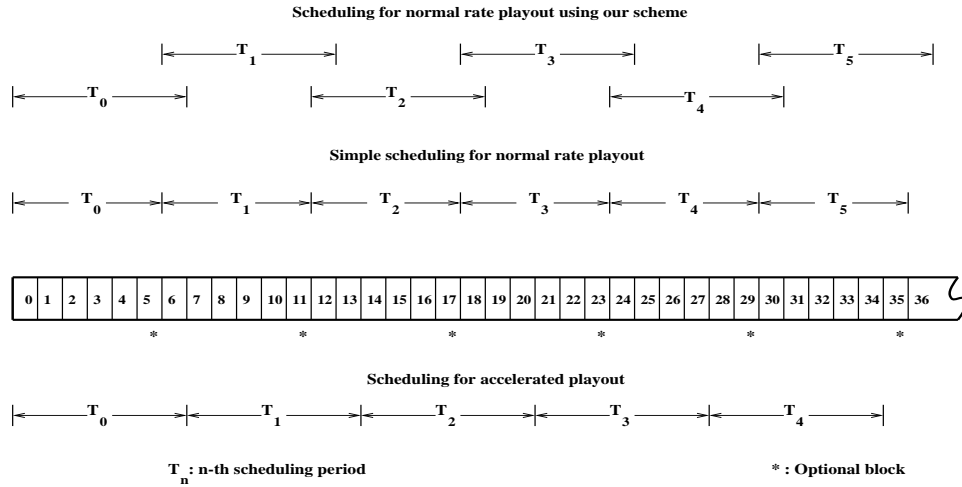 Scheduling for normal rate playout using our scheme
T1 T3 T5
T0 T2 T4
Simple scheduling for normal rate playout
T0 T1 T2 T3 T4 T5
0 1 2 3 4 5 6 7 8 9 10 11 12 13 14 15 16 17 18 19 20 21 22 23 24 25 26 27 28 29 30 31 32 33 34 35 36
* * * * * *
Scheduling for accelerated playout
T0 T1 T2 T3 T4
Tn : n-th scheduling period * : Optional block